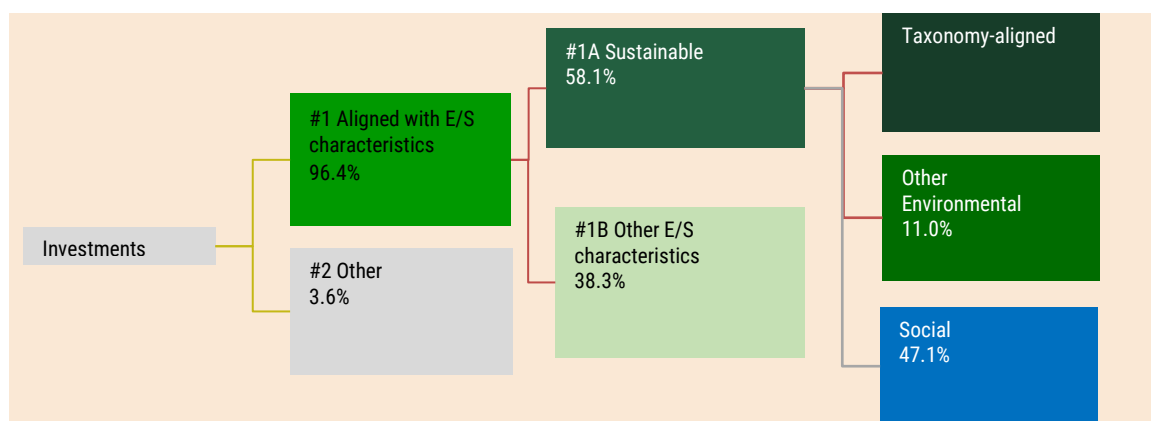 Investments
#1 Aligned with E/S
characteristics
96.4%
#2 Other
3.6%
#1A Sustainable
58.1%
#1B Other E/S
characteristics
38.3%
Taxonomy-aligned
Other
Environmental
11.0%
Social
47.1%